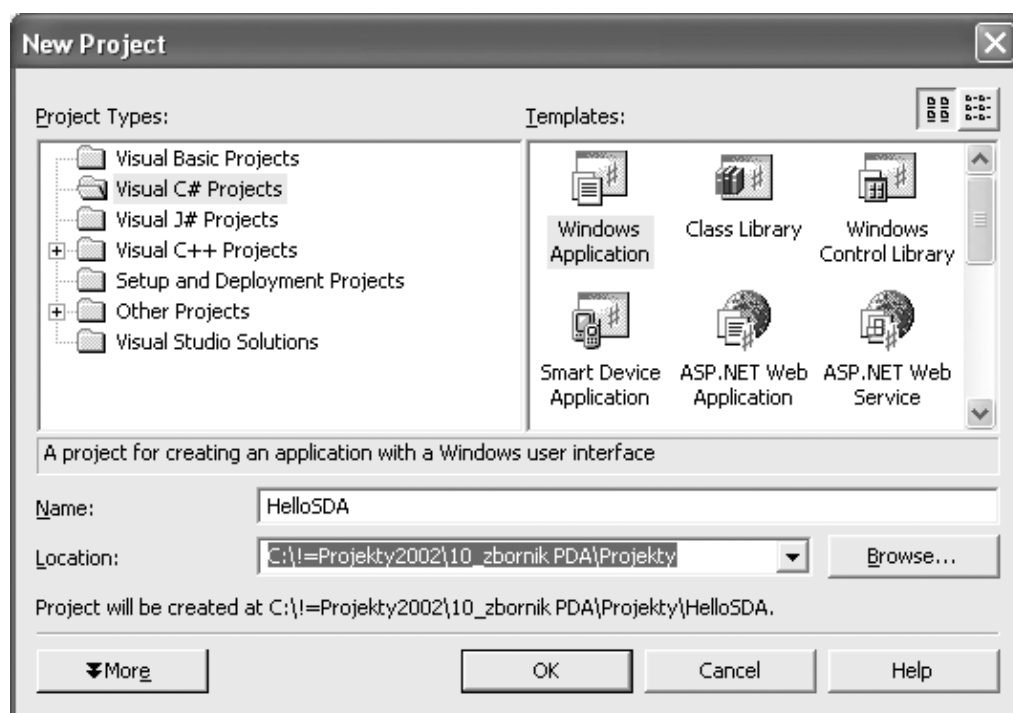 New Project
Project Types:
Templates:
Visual Basic Projects
Visual C# Projects
Visual J# Projects
Visual C++ Projects
Setup and Deployment Projects
Other Projects
Visual Studio Solutions
Windows
Application
Class Library
Windows
Control Library
Smart Device
Application
ASP.NET Web
Application
ASP.NET Web
Service
A project for creating an application with a Windows user interface
Name:
HelloSDA
Location:
C:\!=Projekty2002\10_zbornik PDA\Projekty
Browse...
Project will be created at C:\!=Projekty2002\10_zbornik PDA\Projekty\HelloSDA.
More
OK
Cancel
Help